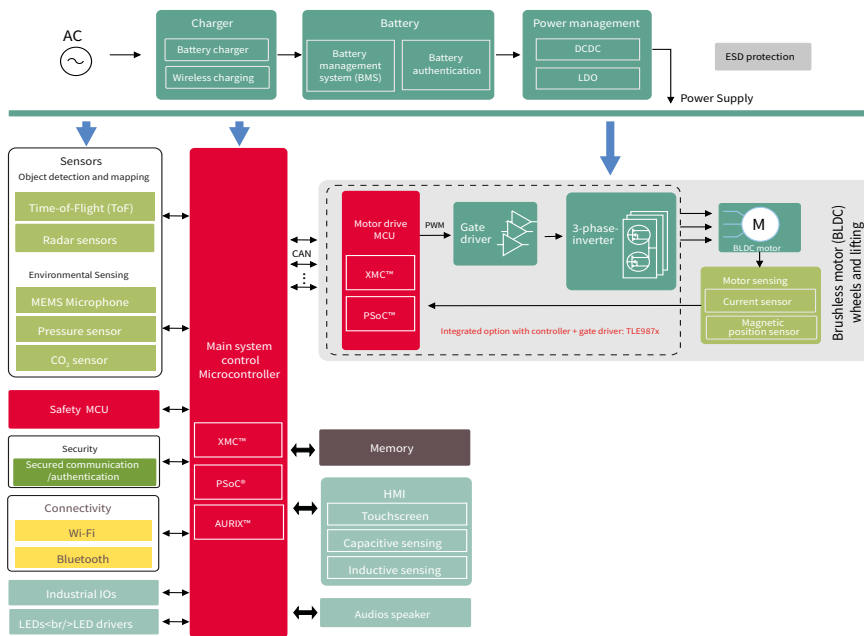 AC
Charger
Battery charger
Wireless charging
Battery
Battery
management
system (BMS)
Battery
authentication
Power management
DCDC
LDO
ESD protection
Power Supply
Sensors
Object detection and mapping
Time-of-Flight (ToF)
Radar sensors
Environmental Sensing
MEMS Microphone
Pressure sensor
CO₂ sensor
Safety MCU
Security
Secured communication
/authentication
Connectivity
Wi-Fi
Bluetooth
Industrial IOs
LEDs<br/>LED drivers
Main system
control
Microcontroller
XMC™
PSoC®
AURIX™
CAN
Motor drive
MCU
XMC™
PSoC™
PWM
Gate
driver
3-phase-
inverter
M
BLDC motor
Motor sensing
Current sensor
Magnetic
position sensor
Integrated option with controller + gate driver: TLE987x
Brushless motor (BLDC)
wheels and lifting
Memory
HMI
Touchscreen
Capacitive sensing
Inductive sensing
Audios speaker